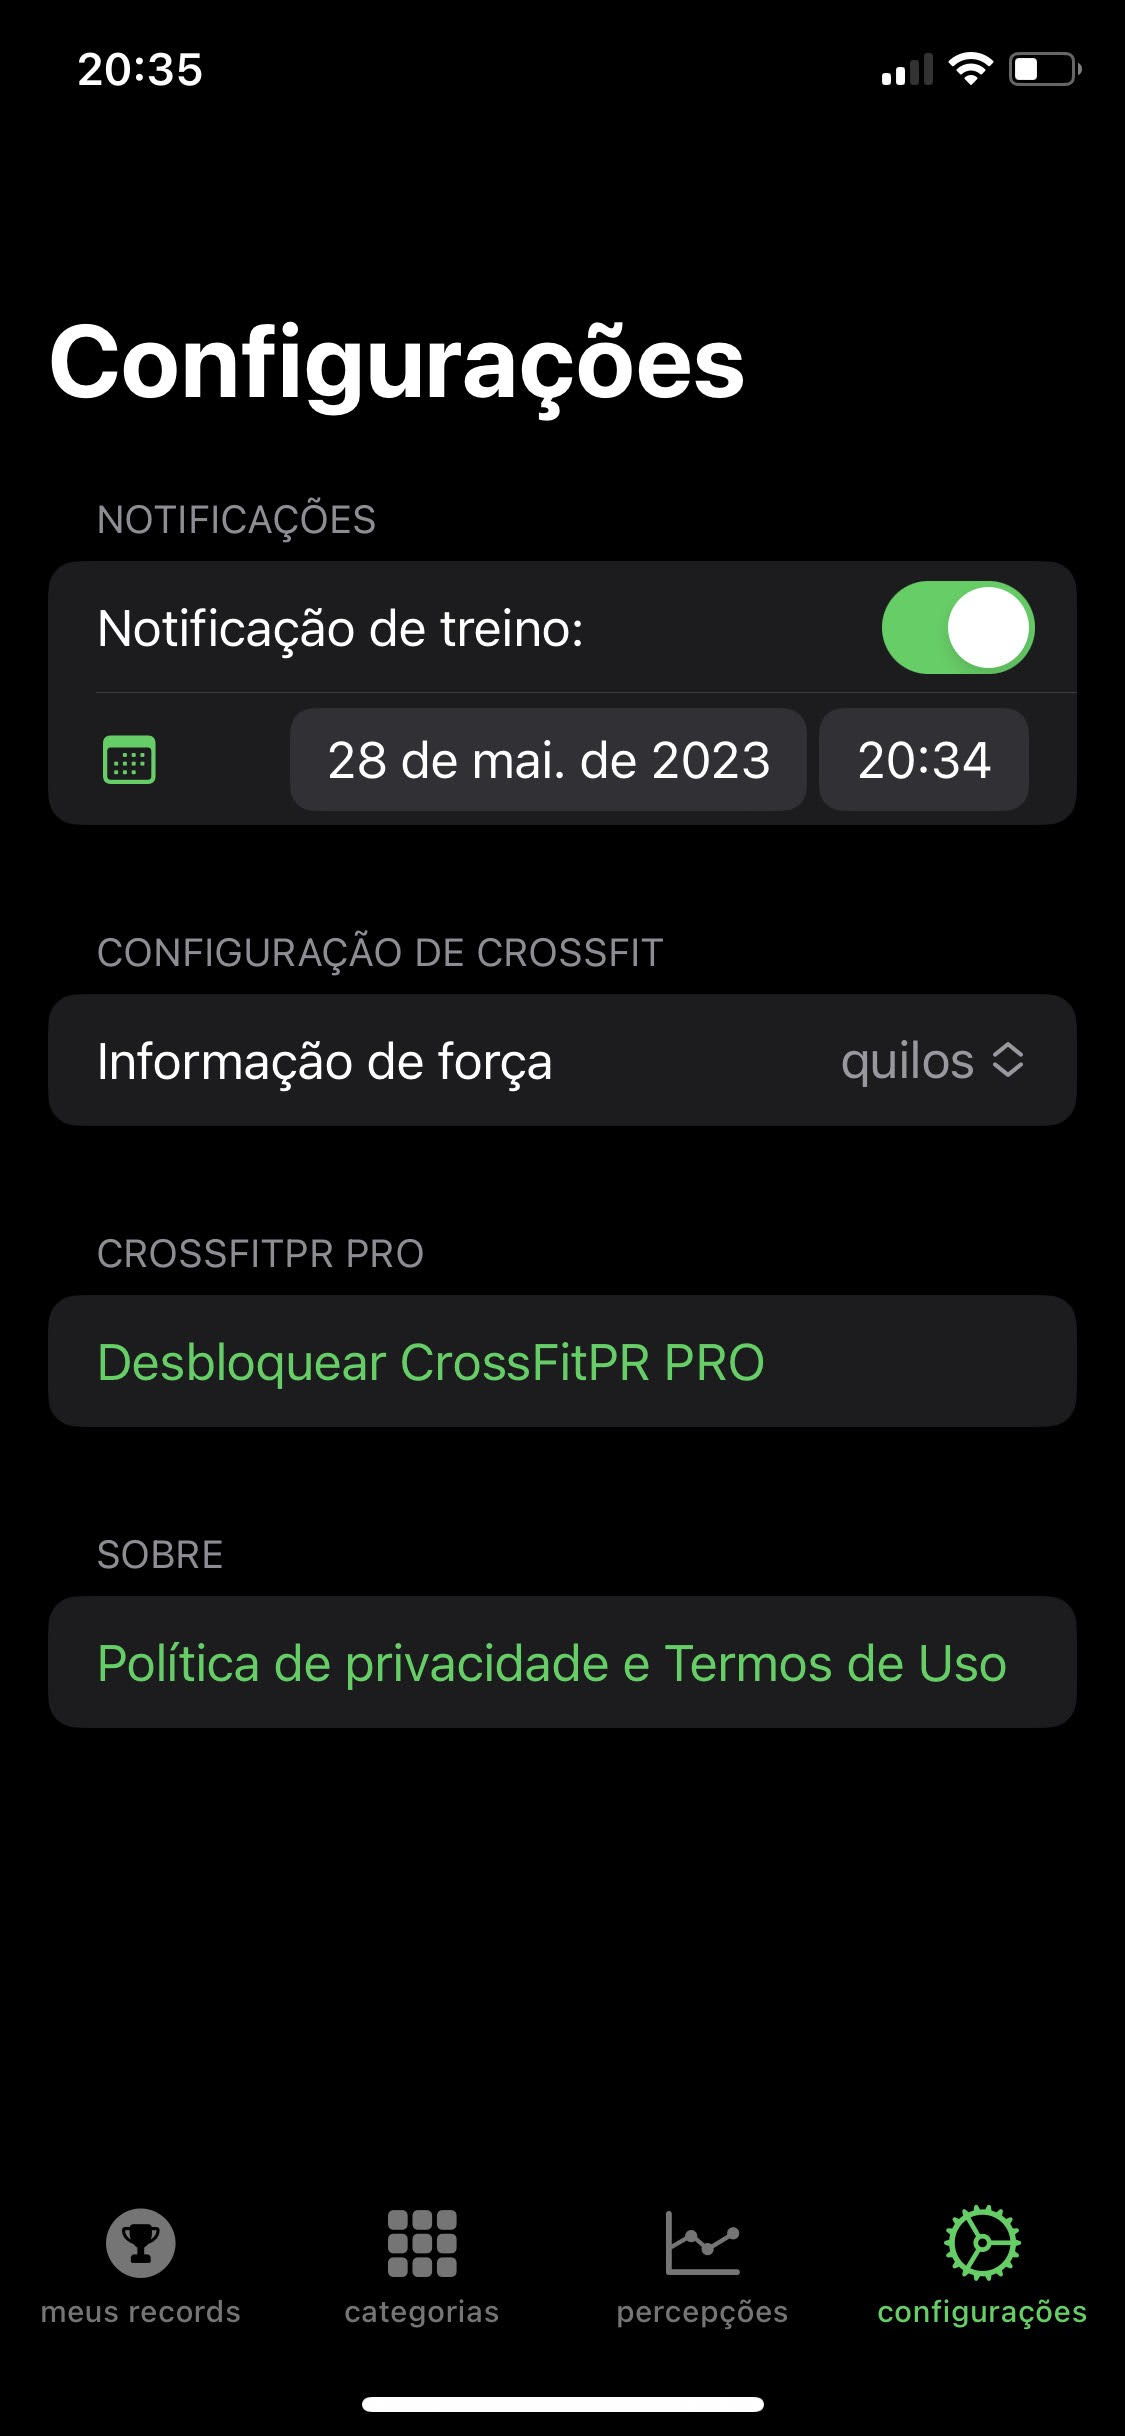 20:35
Configurações
NOTIFICAÇÕES
Notificação de treino:
28 de mai. de 2023 20:34
CONFIGURAÇÃO DE CROSSFIT
Informação de força quilos
CROSSFITPR PRO
Desbloquear CrossFitPR PRO
SOBRE
Política de privacidade e Termos de Uso
meus records categorias percepções configurações